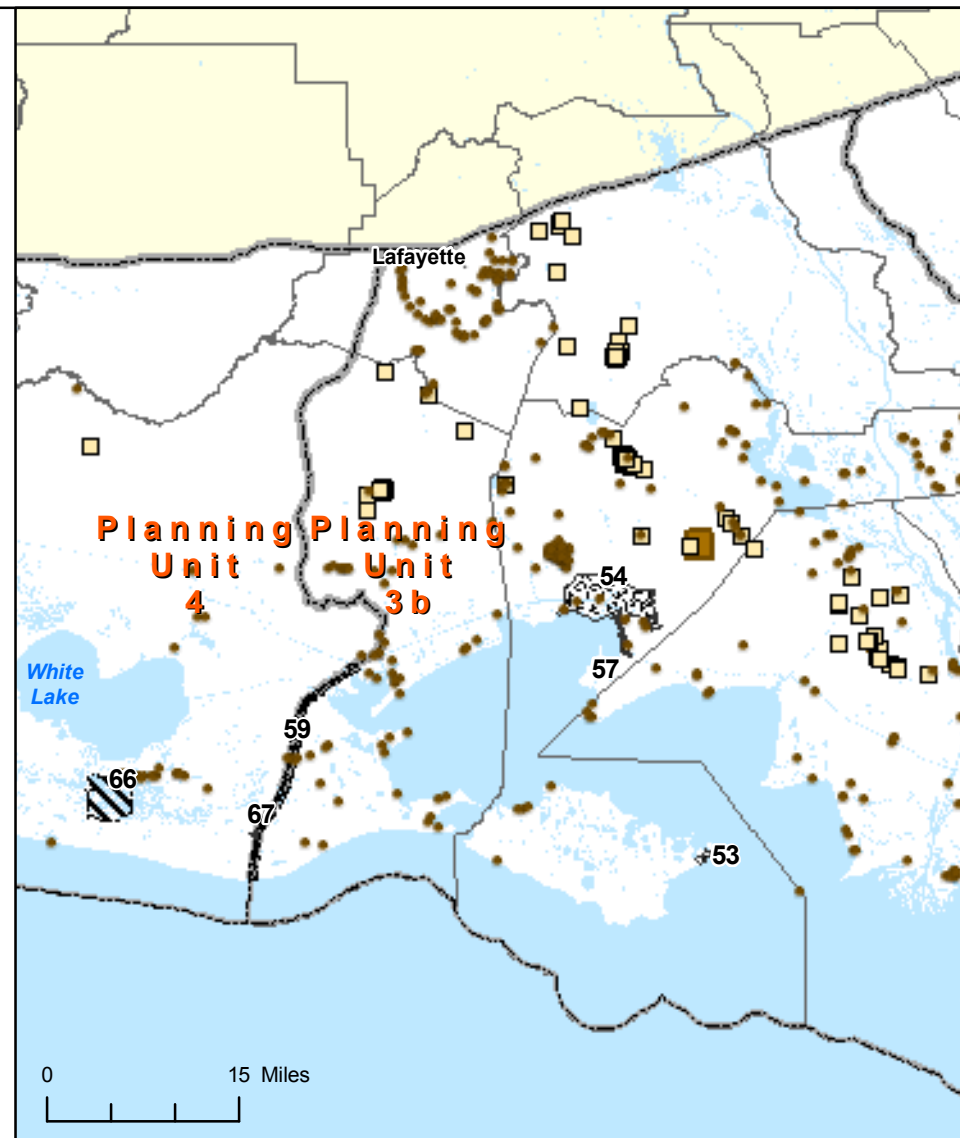 Lafayette
Planning Planning
Unit Unit
4 3b
54
57
White
Lake
59
66
67
53
0 15 Miles